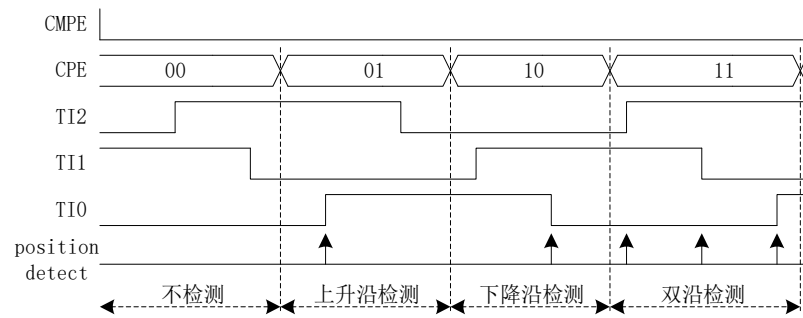 CMPE
CPE 00 01 10 11
TI2
TI1
TI0
position
detect
不检测 上升沿检测 下降沿检测 双沿检测